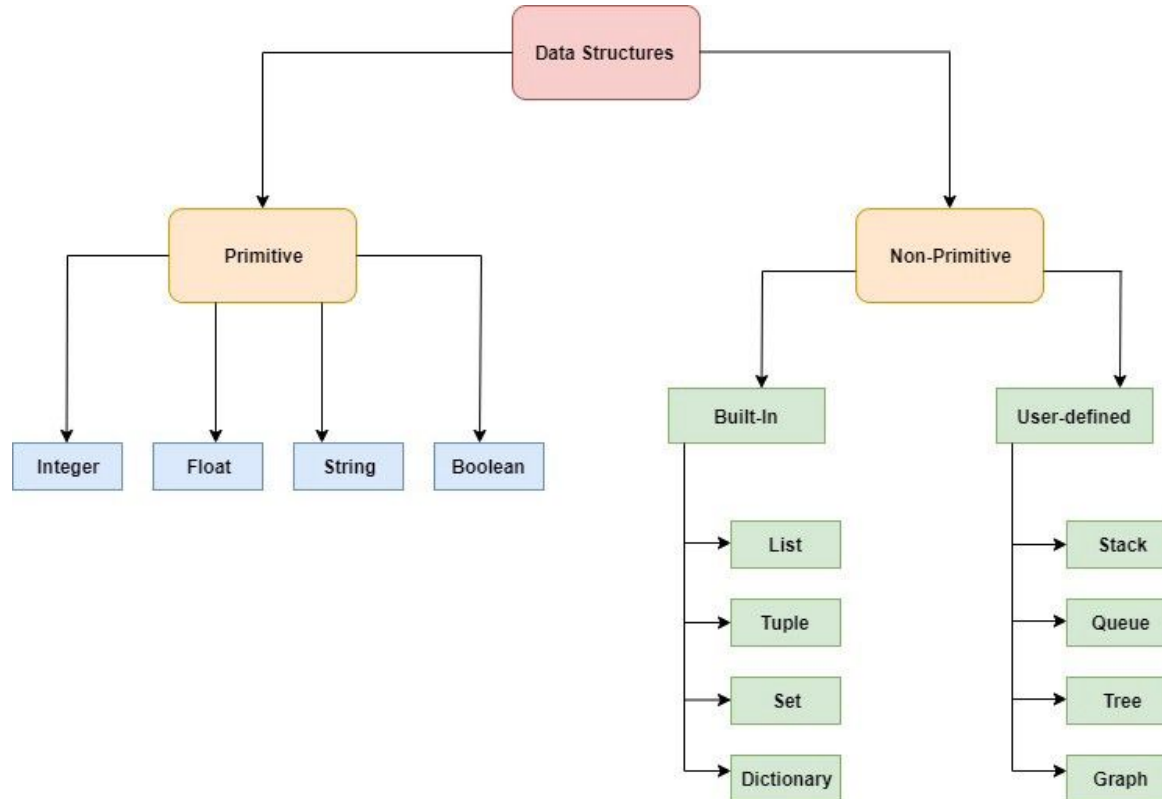 Data Structures
Primitive
Non-Primitive
Built-In
User-defined
Integer
Float
String
Boolean
List
Stack
Tuple
Queue
Set
Tree
Dictionary
Graph